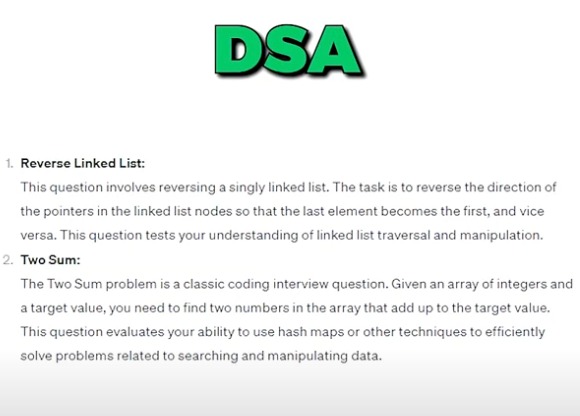 DSA
1. Reverse Linked List:
This question involves reversing a singly linked list. The task is to reverse the direction of
the pointers in the linked list nodes so that the last element becomes the first, and vice
versa. This question tests your understanding of linked list traversal and manipulation.
2. Two Sum:
The Two Sum problem is a classic coding interview question. Given an array of integers and
a target value, you need to find two numbers in the array that add up to the target value.
This question evaluates your ability to use hash maps or other techniques to efficiently
solve problems related to searching and manipulating data.